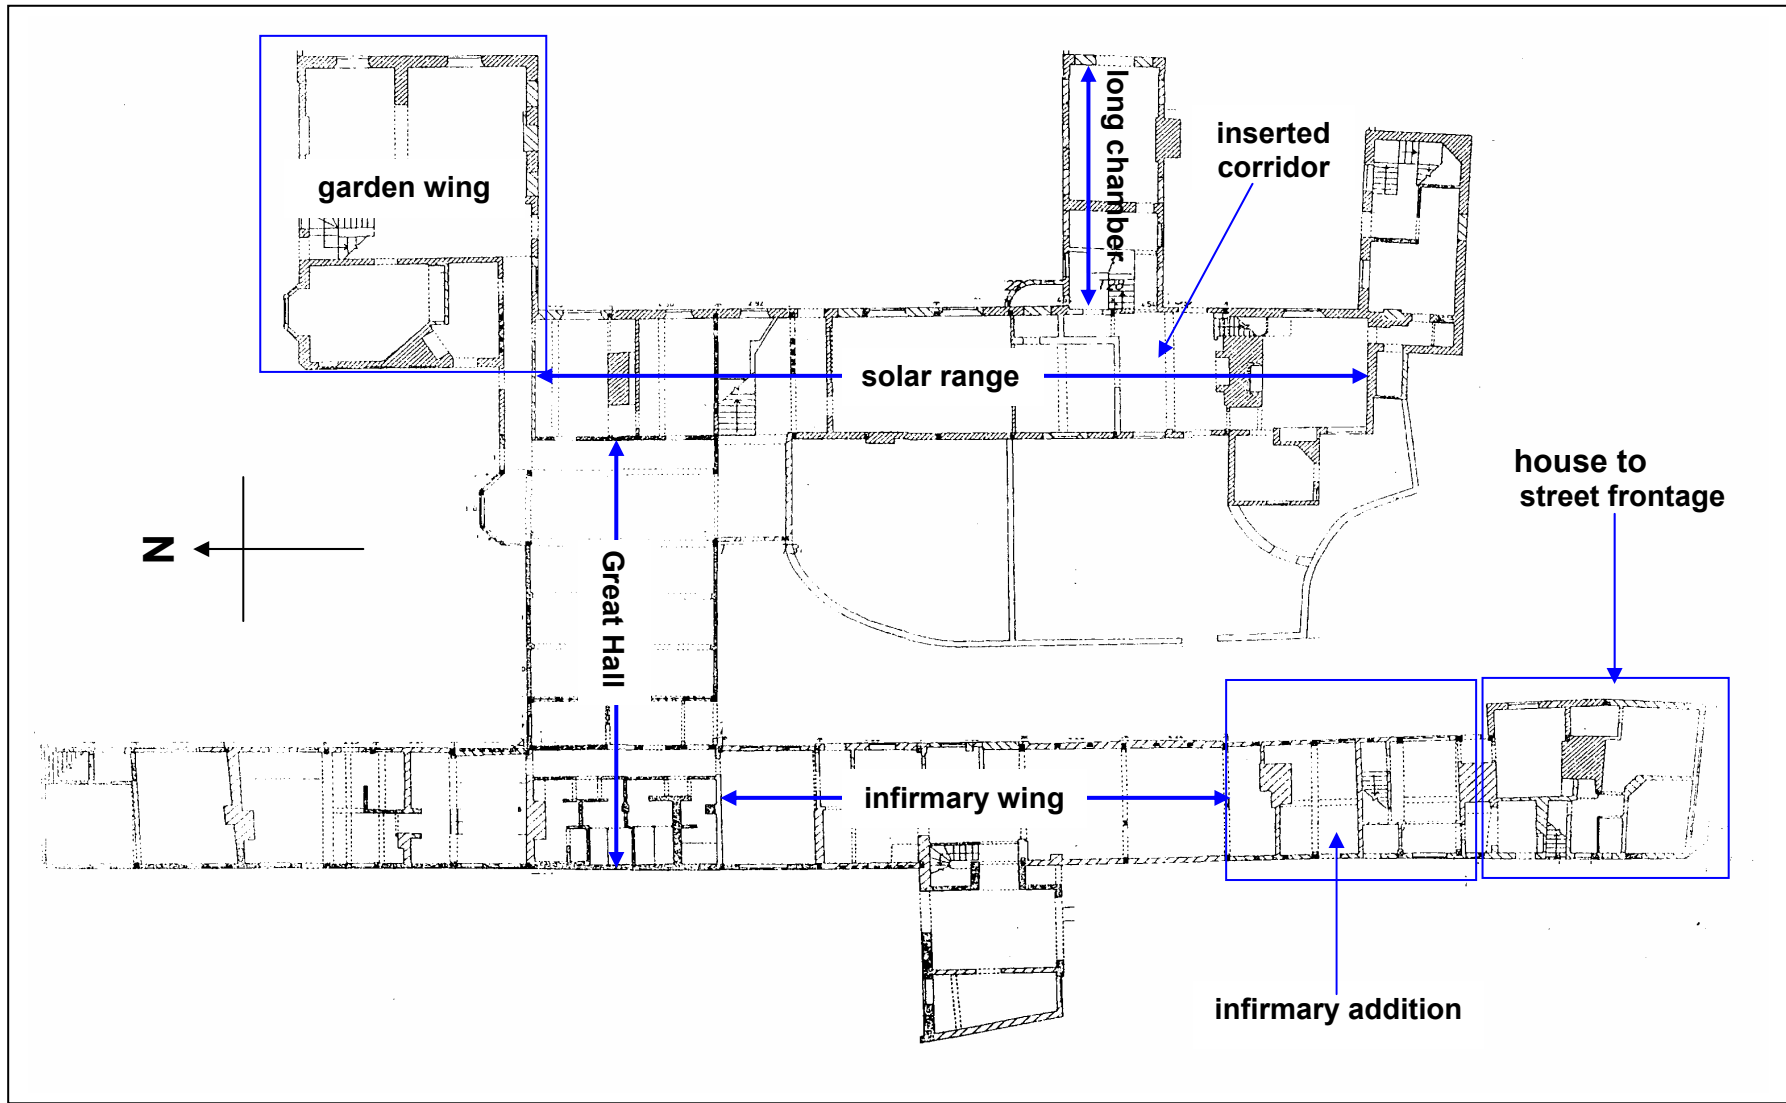 long chamber
inserted
corridor
garden wing
solar range
house to
street frontage
N
Great Hall
infirmary wing
infirmary addition